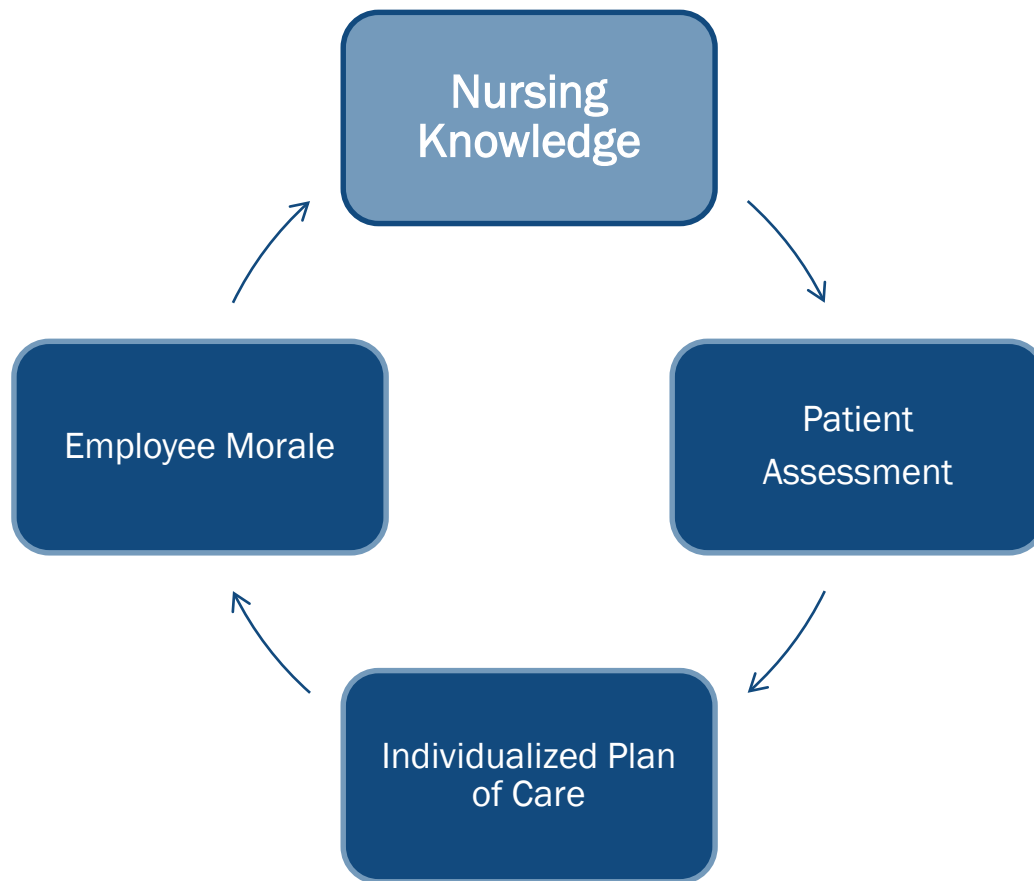 Nursing
Knowledge
Patient
Assessment
Individualized Plan
of Care
Employee Morale